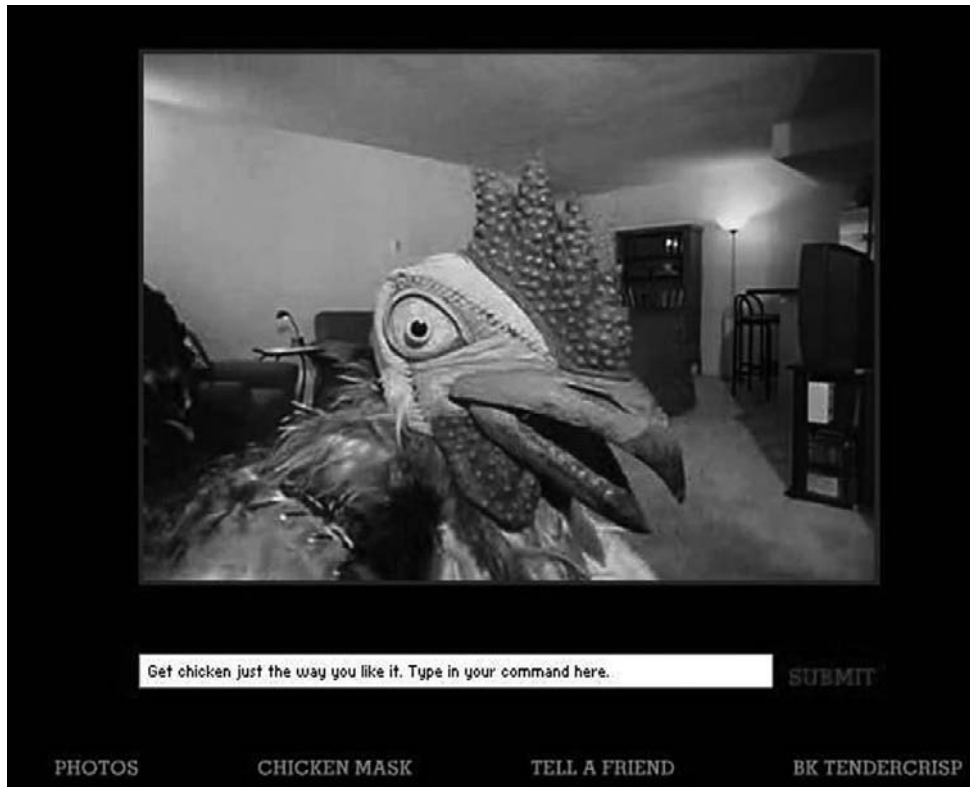 Get chicken just the way you like it. Type in your command here.
SUBMIT
PHOTOS
CHICKEN MASK
TELL A FRIEND
BK TENDERCRISP